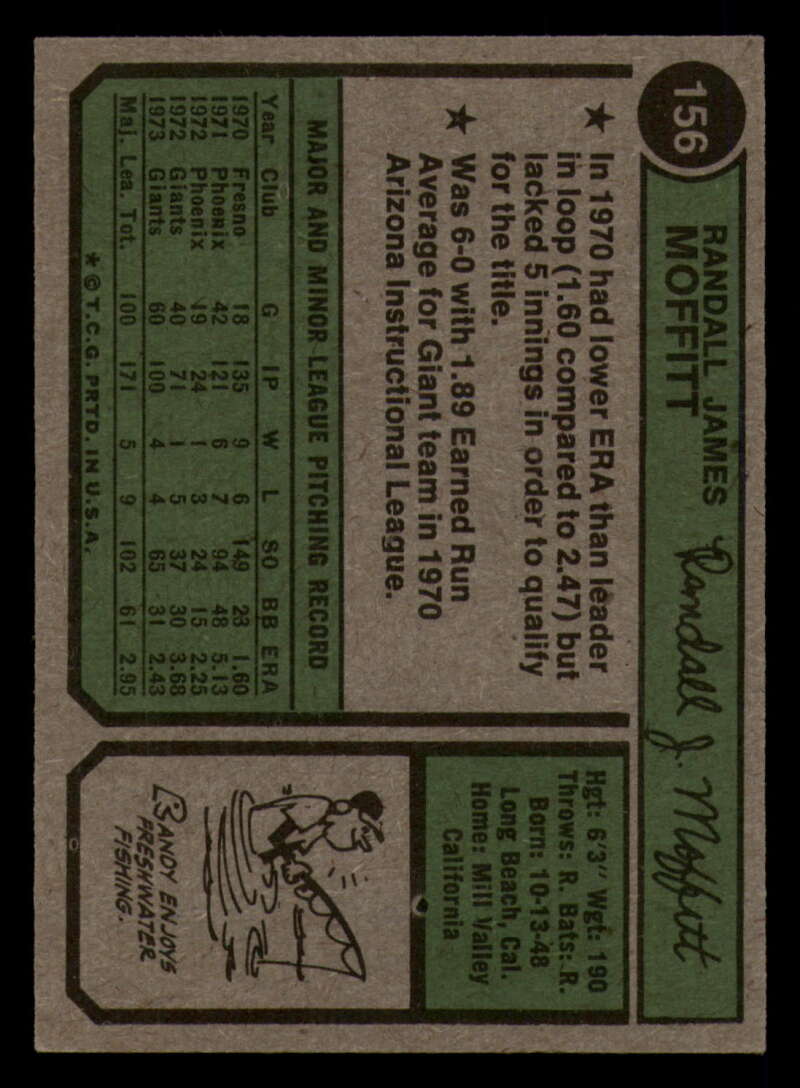 156
RANDALL JAMES
MOFFITT
Randall J. Moffitt
★ In 1970 had lower ERA than leader
in loop (1.60 compared to 2.47) but
lacked 5 innings in order to qualify
for the title.
★ Was 6-0 with 1.89 Earned Run
Average for Giant team in 1970
Arizona Instructional League.
MAJOR AND MINOR LEAGUE PITCHING RECORD
Year Club G IP W L SO BB ERA
1970 Fresno 18 135 9 6 149 23 1.60
1971 Phoenix 42 121 6 7 94 48 5.13
1972 Phoenix 19 24 1 3 24 15 2.25
1972 Giants 40 71 1 5 37 30 3.68
1973 Giants 60 100 4 4 65 31 2.43
Maj. Lea. Tot. 100 171 5 9 102 61 2.95
* © T.C.G. PRTD. IN U.S.A.
Hgt: 6'3" Wgt: 190
Throws: R. Bats: R.
Born: 10-13-48
Long Beach, Cal.
Home: Mill Valley
California
RANDY ENJOYS
FRESHWATER
FISHING.